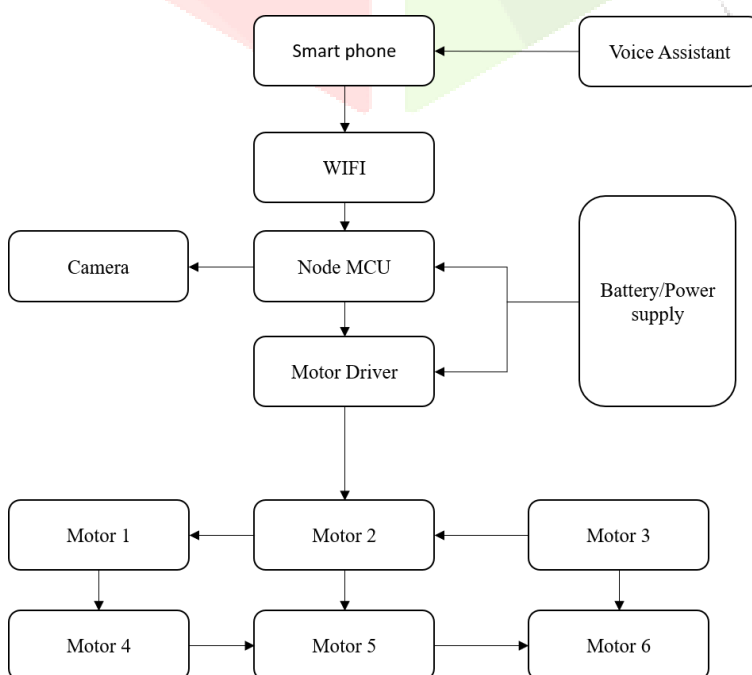 Smart phone
Voice Assistant
WIFI
Camera
Node MCU
Battery/Power
supply
Motor Driver
Motor 1
Motor 2
Motor 3
Motor 4
Motor 5
Motor 6